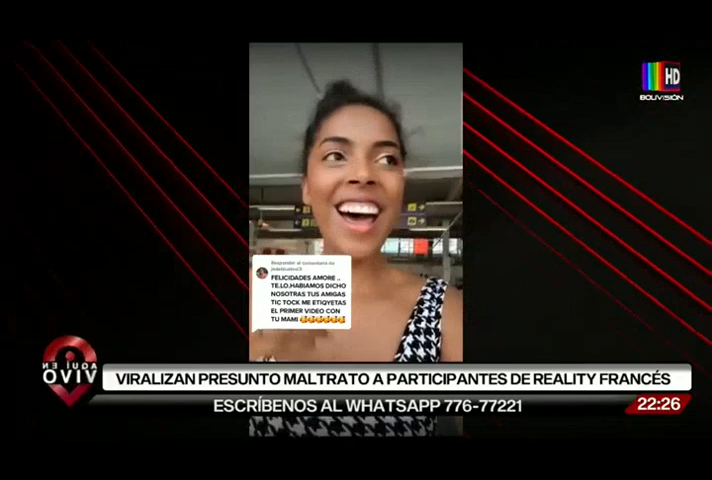 HD
BOLIVISIÓN
Responder al comentario de
FELICIDADES AMORE ..
TE.LO.HABIAMOS DICHO
NOSOTRAS TUS AMIGAS
TIC TOCK ME ETIQYETAS
EL PRIMER VIDEO CON
TU MAMI 🥰🥰🥰🥰🥰🥰
AQUÍ EN
VIVO
VIRALIZAN PRESUNTO MALTRATO A PARTICIPANTES DE REALITY FRANCÉS
ESCRÍBENOS AL WHATSAPP 776-77221
22:26